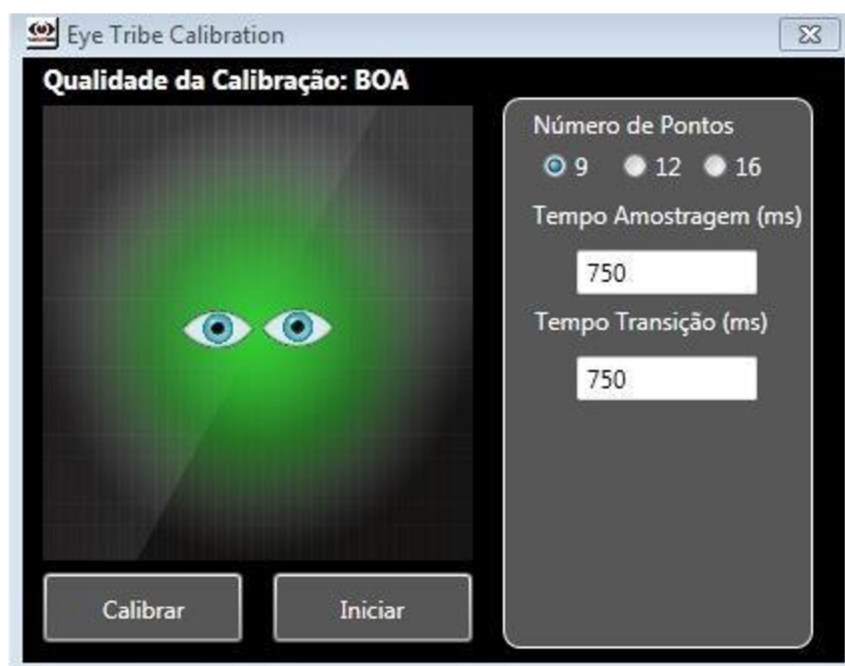 Eye Tribe Calibration
Qualidade da Calibração: BOA
Número de Pontos
9 12 16
Tempo Amostragem (ms)
750
Tempo Transição (ms)
750
Calibrar Iniciar